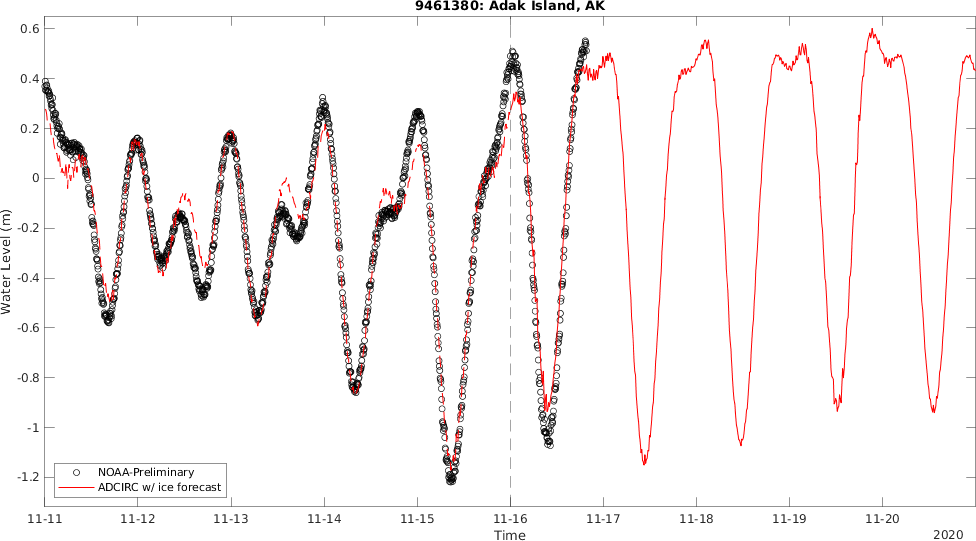 9461380: Adak Island, AK
Water Level (m)
0.6
0.4
0.2
0
-0.2
-0.4
-0.6
-0.8
-1
-1.2
NOAA-Preliminary
ADCIRC w/ ice forecast
11-11 11-12 11-13 11-14 11-15 11-16 11-17 11-18 11-19 11-20
Time
2020